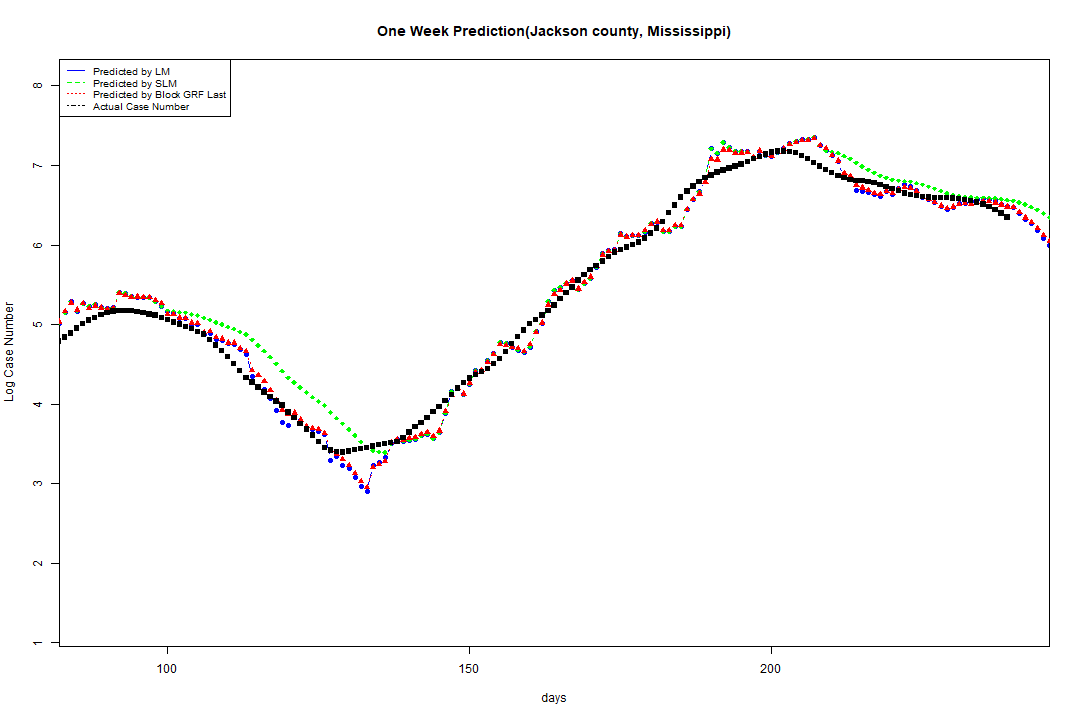 One Week Prediction(Jackson county, Mississippi)
Predicted by LM
Predicted by SLM
Predicted by Block GRF Last
Actual Case Number
8
7
6
5
4
3
2
1
Log Case Number
100 150 200
days